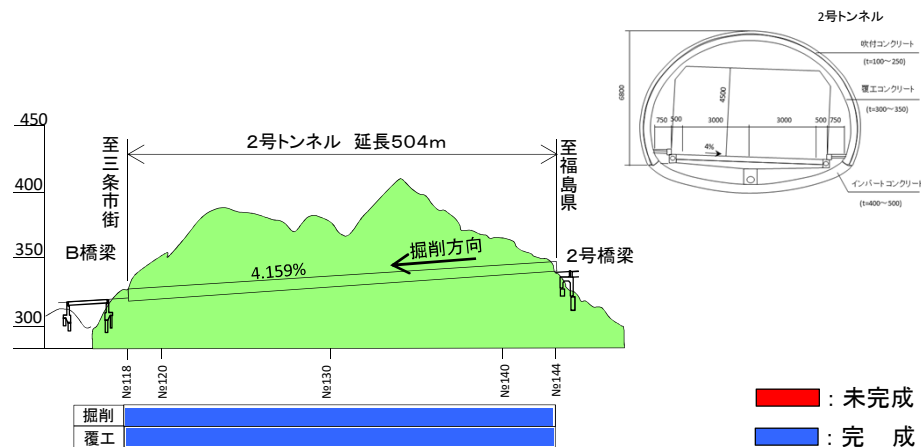 2号トンネル
吹付コンクリート
(t=100～250)
覆工コンクリート
(t=300～350)
インバートコンクリート
(t=400～500)
6800
4500
750 500 3000 3000 500 750
4%
450
400
350
300
至三条市街
2号トンネル 延長504m
至福島県
B橋梁
掘削方向
2号橋梁
4.159%
№118
№120
№130
№140
№144
掘削
覆工
：未完成
：完 成